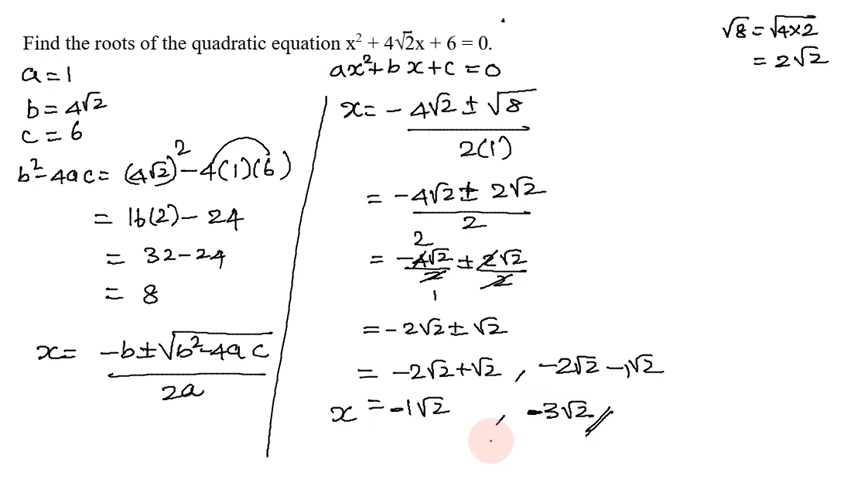 Find the roots of the quadratic equation x² + 4√2x + 6 = 0.
√8 = √4×2
= 2√2
a = 1
b = 4√2
c = 6
b²-4ac = (4√2)² - 4(1)(6)
= 16(2) - 24
= 32-24
= 8
x = -b±√b²-4ac
2a
ax²+bx+c=0
x = -4√2 ± √8
2(1)
= -4√2 ± 2√2
2
2
= -4√2 ± 2√2
2 2
1
= -2√2 ± √2
= -2√2+√2 , -2√2 -1√2
x = -1√2 , -3√2